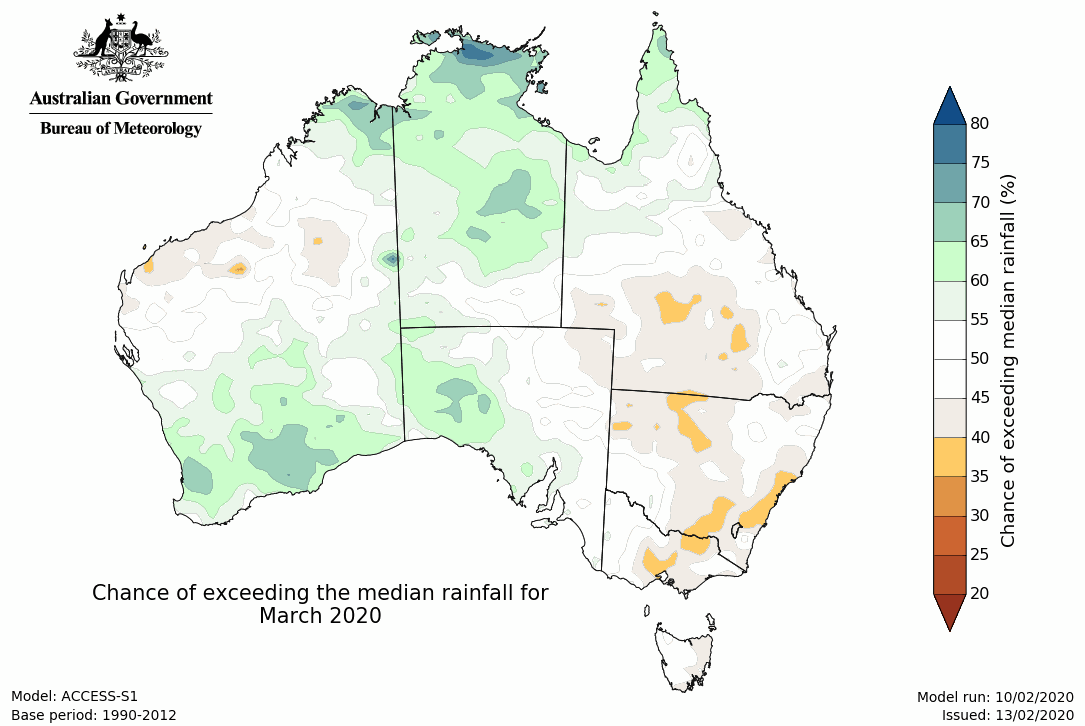 Australian Government
Bureau of Meteorology
80
75
70
65
60
55
50
45
40
35
30
25
20
Chance of exceeding median rainfall (%)
Chance of exceeding the median rainfall for
March 2020
Model: ACCESS-S1
Base period: 1990-2012
Model run: 10/02/2020
Issued: 13/02/2020